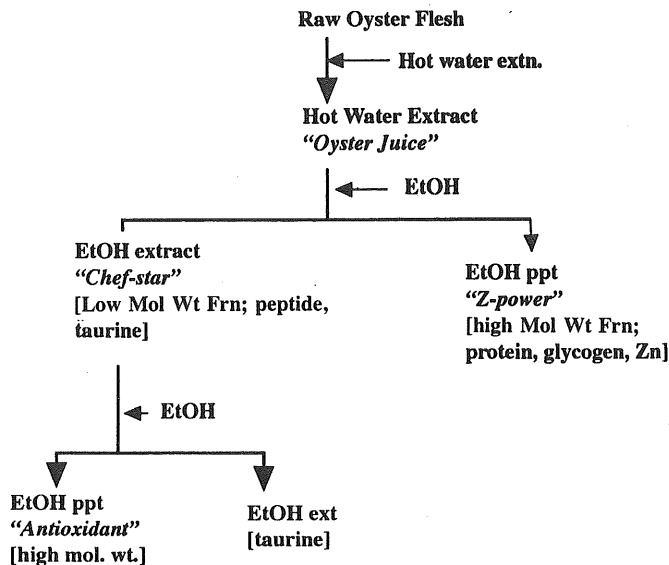 Raw Oyster Flesh
Hot water extn.
Hot Water Extract
“Oyster Juice”
EtOH
EtOH extract
“Chef-star”
[Low Mol Wt Frn; peptide,
taurine]
EtOH ppt
“Z-power”
[high Mol Wt Frn;
protein, glycogen, Zn]
EtOH
EtOH ppt
“Antioxidant”
[high mol. wt.]
EtOH ext
[taurine]